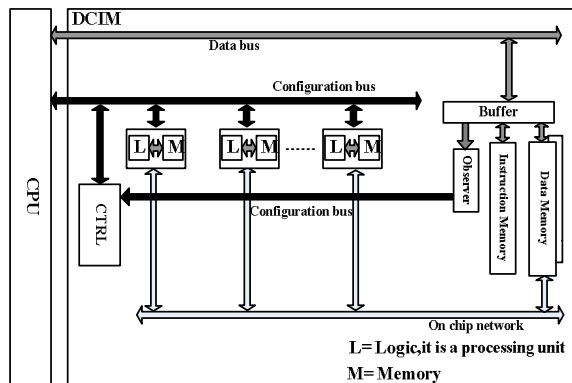 DCIM
Data bus
Configuration bus
Buffer
L M
L M
L M
CPU
CTRL
Observer
Instruction Memory
Data Memory
Configuration bus
On chip network
L= Logic,it is a processing unit
M= Memory